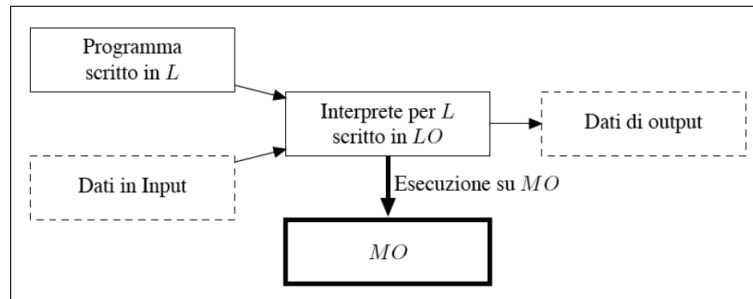 Programma
scritto in L
Interprete per L
scritto in LO
Dati di output
Dati in Input
Esecuzione su MO
MO